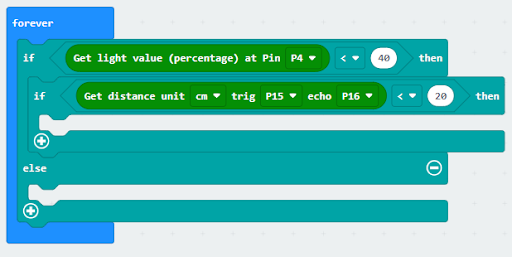 forever
if Get light value (percentage) at Pin P4 < 40 then
if Get distance unit cm trig P15 echo P16 < 20 then
else